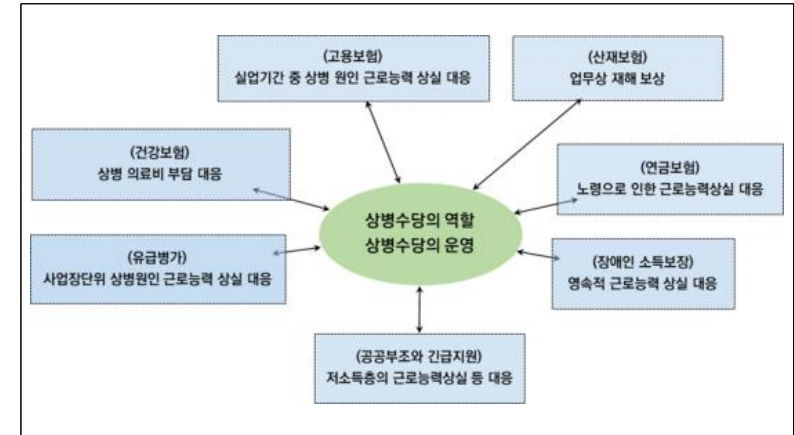 (고용보험)
실업기간 중 상병 원인 근로능력 상실 대응
(산재보험)
업무상 재해 보상
(건강보험)
상병 의료비 부담 대응
(연금보험)
노령으로 인한 근로능력상실 대응
상병수당의 역할
상병수당의 운영
(유급병가)
사업장단위 상병원인 근로능력 상실 대응
(장애인 소득보장)
영속적 근로능력 상실 대응
(공공부조와 긴급지원)
저소득층의 근로능력상실 등 대응